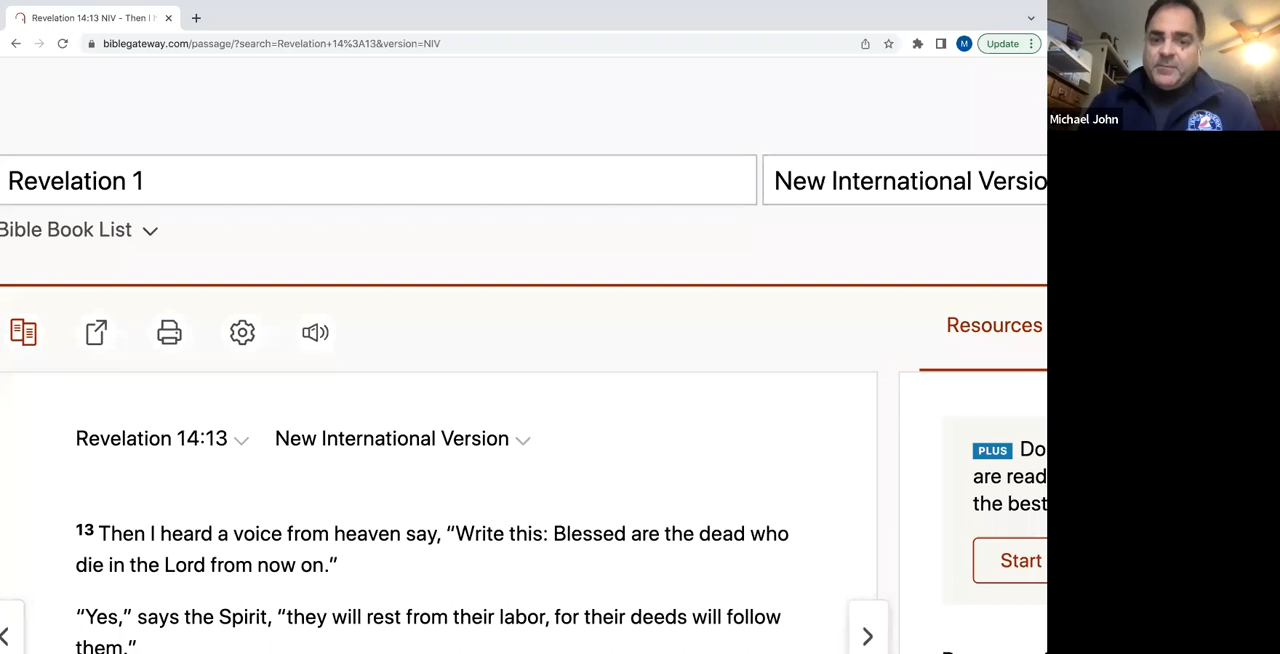 Revelation 14:13 NIV - Then I h
biblegateway.com/passage/?search=Revelation+14%3A13&version=NIV
M
Update
Michael John
Revelation 1
New International Versio
Bible Book List
Resources
Revelation 14:13
New International Version
PLUS Do
are read
the best
Start
13 Then I heard a voice from heaven say, “Write this: Blessed are the dead who
die in the Lord from now on.”
“Yes,” says the Spirit, “they will rest from their labor, for their deeds will follow
them.”